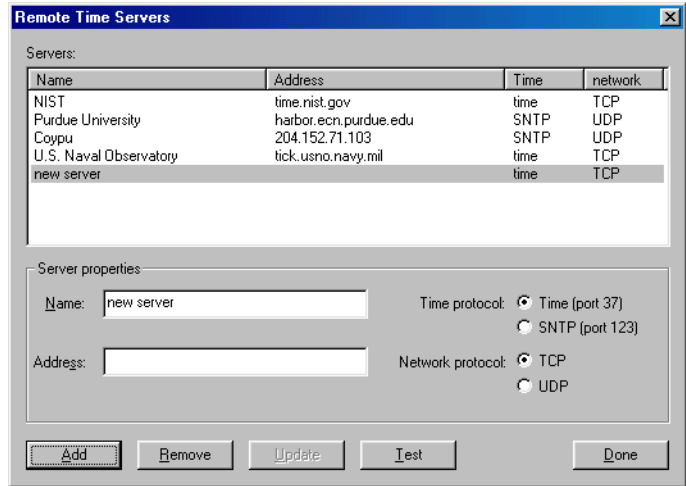 Remote Time Servers
Servers:
Name Address Time network
NIST time.nist.gov time TCP
Purdue University harbor.ecn.purdue.edu SNTP UDP
Coypu 204.152.71.103 SNTP UDP
U.S. Naval Observatory tick.usno.navy.mil time TCP
new server time TCP
Server properties
Name: new server Time protocol: Time (port 37)
SNTP (port 123)
Address: Network protocol: TCP
UDP
Add Remove Update Test Done